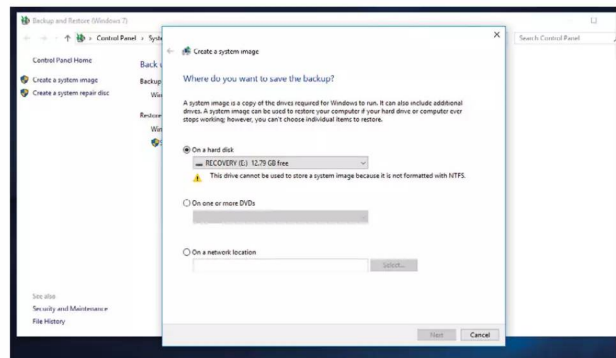 Backup and Restore (Windows 7)
Control Panel
Search Control Panel
Control Panel Home
Create a system image
Create a system repair disc
See also
Security and Maintenance
File History
Create a system image
Where do you want to save the backup?
A system image is a copy of the drives required for Windows to run. It can also include additional
drives. A system image can be used to restore your computer if your hard drive or computer ever
stops working; however, you can't choose individual items to restore.
On a hard disk
RECOVERY (E:) 12.79 GB free
This drive cannot be used to store a system image because it is not formatted with NTFS.
On one or more DVDs
On a network location
Select...
Next
Cancel